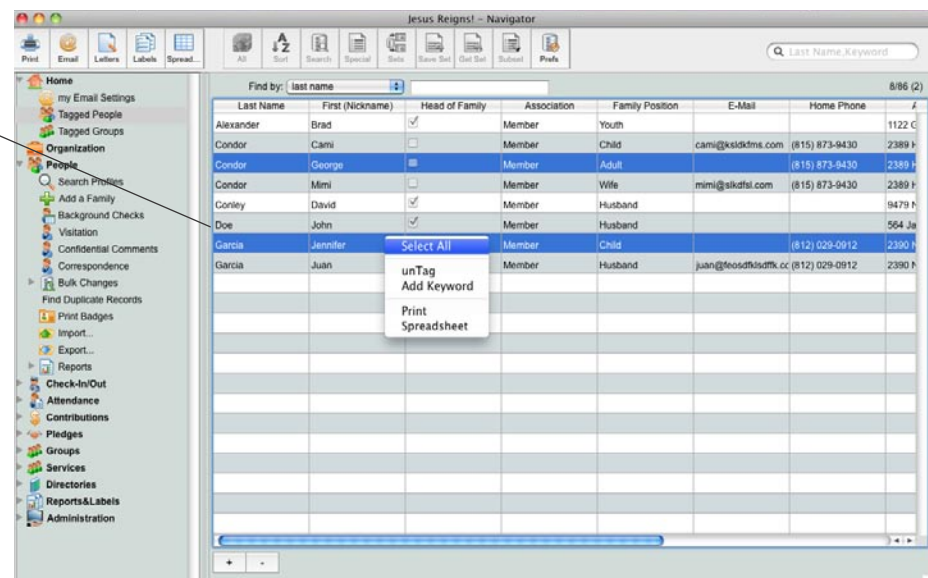 Jesus Reigns! – Navigator
Print Email Letters Labels Spread... All Sort Search Special Sets Save Set Get Set Subset Prefs Last Name,Keyword
Home
my Email Settings
Tagged People
Tagged Groups
Organization
People
Search Profiles
Add a Family
Background Checks
Visitation
Confidential Comments
Correspondence
Bulk Changes
Find Duplicate Records
Print Badges
Import...
Export...
Reports
Check-In/Out
Attendance
Contributions
Pledges
Groups
Services
Directories
Reports&Labels
Administration
Find by: last name 8/86 (2)
Last Name First (Nickname) Head of Family Association Family Position E-Mail Home Phone
Alexander Brad Member Youth 1122
Condor Cami Member Child cami@ksldkfms.com (815) 873-9430 2389
Condor George Member Adult (815) 873-9430 2389
Condor Mimi Member Wife mimi@slkdfsl.com (815) 873-9430 2389
Conley David Member Husband 9479
Doe John Member Husband 564 Ja
Garcia Jennifer Member Child (812) 029-0912 2390
Garcia Juan Member Husband juan@feosdfklsdffk.cc (812) 029-0912 2390
Select All
unTag
Add Keyword
Print
Spreadsheet
+ -